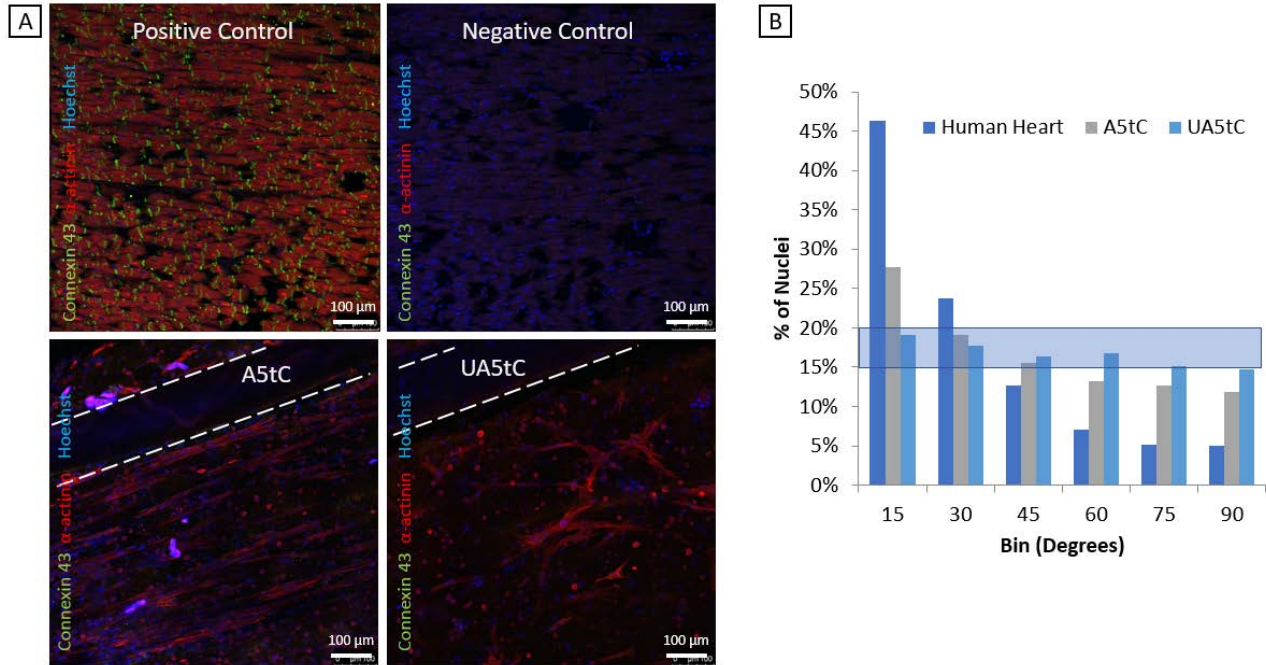 A
Positive Control
Connexin 43 α-actinin Hoechst
100 µm
Negative Control
Connexin 43 α-actinin Hoechst
100 µm
A5tC
Connexin 43 α-actinin Hoechst
100 µm
UA5tC
Connexin 43 α-actinin Hoechst
100 µm
B
50%
45%
40%
35%
30%
25%
20%
15%
10%
5%
0%
% of Nuclei
Human Heart A5tC UA5tC
15 30 45 60 75 90
Bin (Degrees)